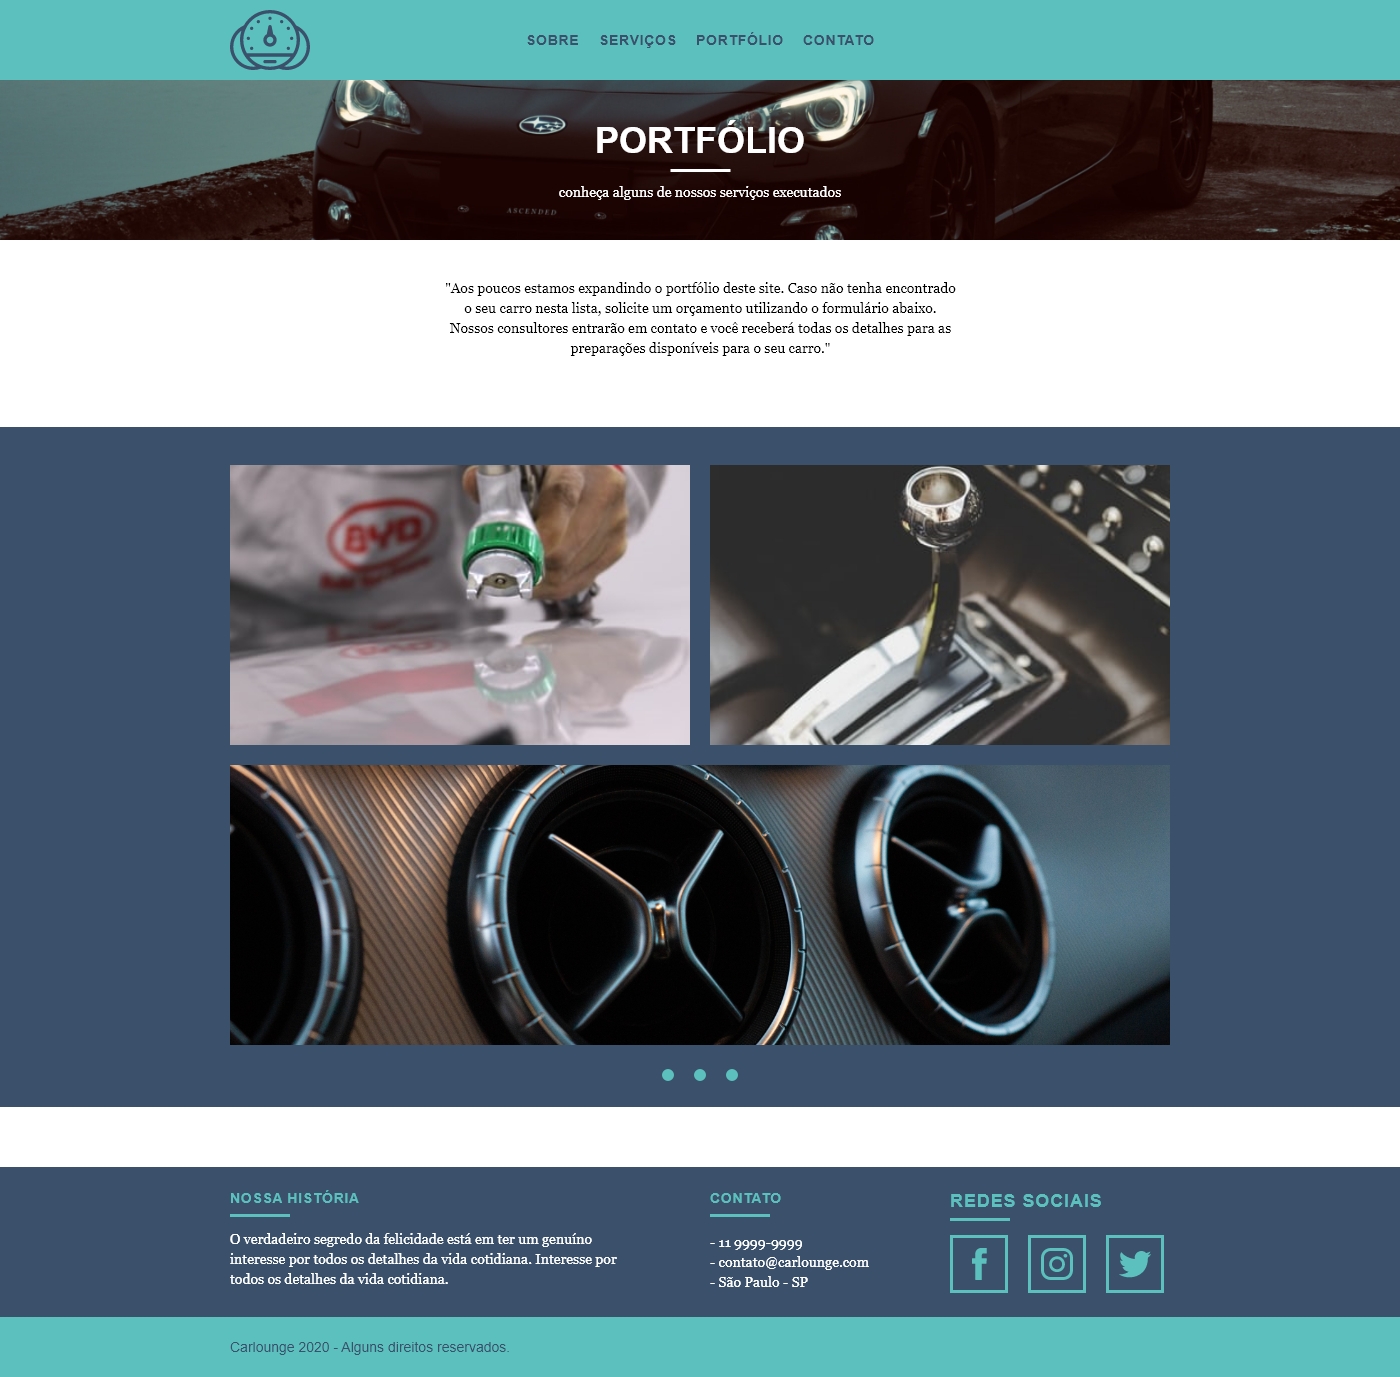 SOBRE SERVIÇOS PORTFÓLIO CONTATO
PORTFÓLIO
conheça alguns de nossos serviços executados
ASCENDED
"Aos poucos estamos expandindo o portfólio deste site. Caso não tenha encontrado
o seu carro nesta lista, solicite um orçamento utilizando o formulário abaixo.
Nossos consultores entrarão em contato e você receberá todas os detalhes para as
preparações disponíveis para o seu carro."
BYD
NOSSA HISTÓRIA
O verdadeiro segredo da felicidade está em ter um genuíno
interesse por todos os detalhes da vida cotidiana. Interesse por
todos os detalhes da vida cotidiana.
CONTATO
- 11 9999-9999
- contato@carlounge.com
- São Paulo - SP
REDES SOCIAIS
Carlounge 2020 - Alguns direitos reservados.